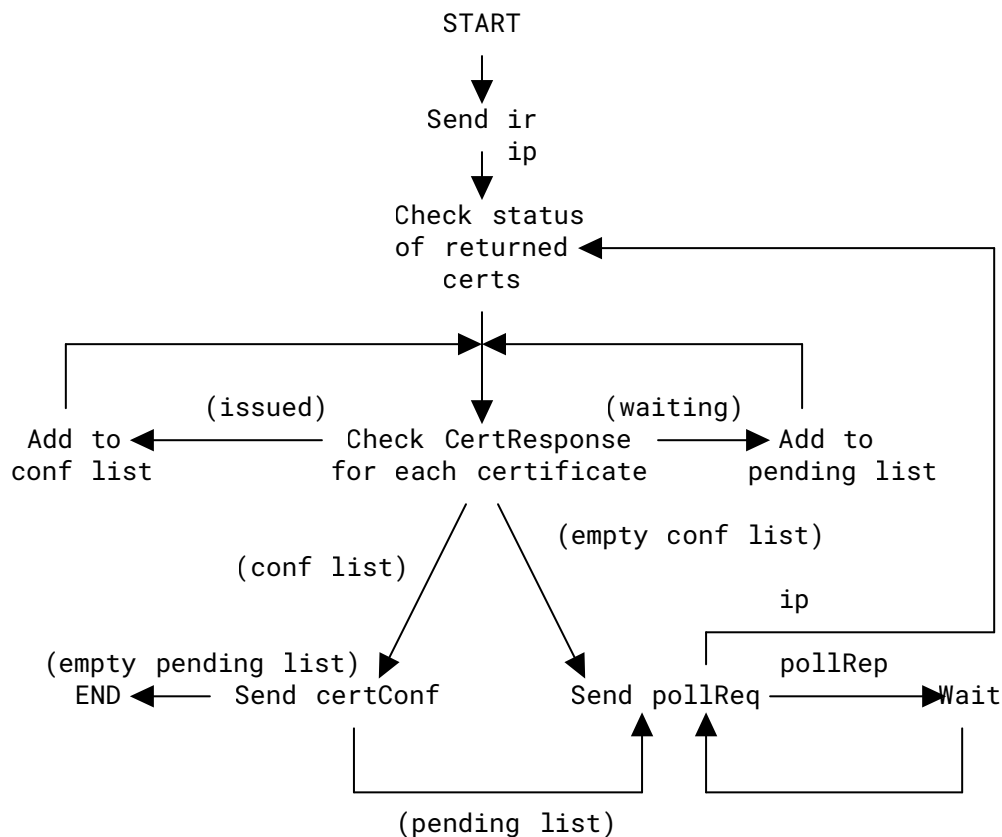 START
Send ir
ip
Check status
of returned
certs
(issued)
(waiting)
Add to
conf list
Check CertResponse
for each certificate
Add to
pending list
(empty conf list)
(conf list)
ip
(empty pending list)
pollRep
END
Send certConf
Send pollReq
Wait
(pending list)